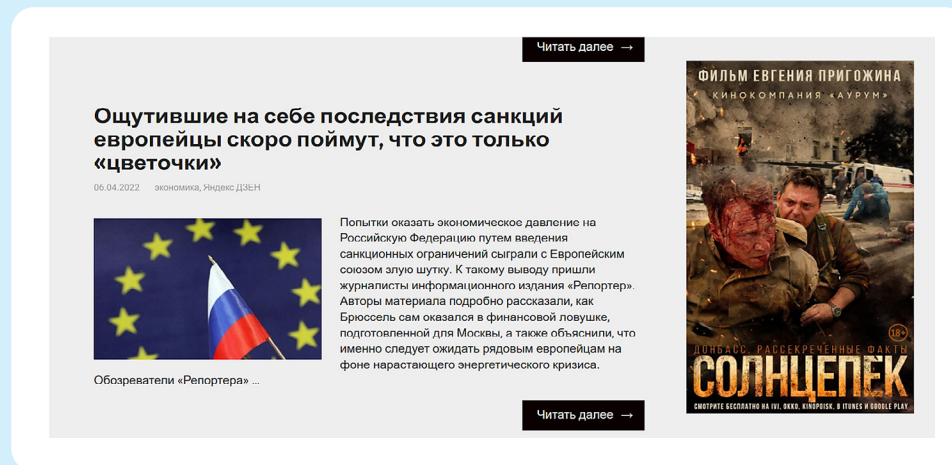 Читать далее →
Ощутившие на себе последствия санкций
европейцы скоро поймут, что это только
«цветочки»
06.04.2022 экономика, Яндекс ДЗЕН
Попытки оказать экономическое давление на
Российскую Федерацию путем введения
санкционных ограничений сыграли с Европейским
союзом злую шутку. К такому выводу пришли
журналисты информационного издания «Репортер».
Авторы материала подробно рассказали, как
Брюссель сам оказался в финансовой ловушке,
подготовленной для Москвы, а также объяснили, что
именно следует ожидать рядовым европейцам на
фоне нарастающего энергетического кризиса.
Обозреватели «Репортера» ...
Читать далее →
ФИЛЬМ ЕВГЕНИЯ ПРИГОЖИНА
КИНОКОМПАНИЯ «АУРУМ»
18+
ДОНБАСС. РАССЕКРЕЧЕННЫЕ ФАКТЫ
СОЛНЦЕПЕК
СМОТРИТЕ БЕСПЛАТНО НА IVI, OKKO, KINOPOISK, В ITUNES И GOOGLE PLAY